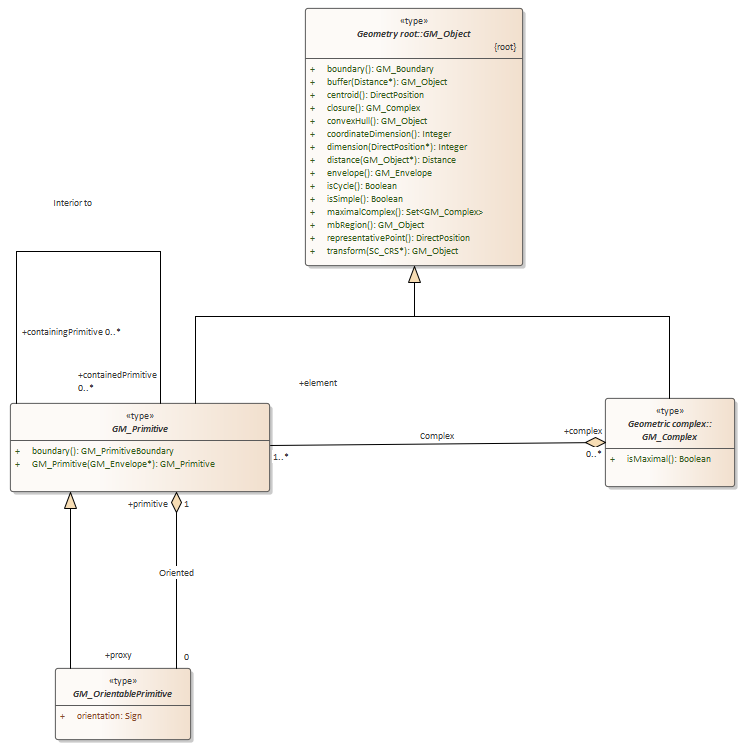 «type»
Geometry root::GM_Object
{root}
+ boundary(): GM_Boundary
+ buffer(Distance*): GM_Object
+ centroid(): DirectPosition
+ closure(): GM_Complex
+ convexHull(): GM_Object
+ coordinateDimension(): Integer
+ dimension(DirectPosition*): Integer
+ distance(GM_Object*): Distance
+ envelope(): GM_Envelope
+ isCycle(): Boolean
+ isSimple(): Boolean
+ maximalComplex(): Set<GM_Complex>
+ mbRegion(): GM_Object
+ representativePoint(): DirectPosition
+ transform(SC_CRS*): GM_Object
Interior to
+containingPrimitive 0..*
+containedPrimitive
0..*
+element
«type»
GM_Primitive
+ boundary(): GM_PrimitiveBoundary
+ GM_Primitive(GM_Envelope*): GM_Primitive
1..*
Complex
+complex
0..*
«type»
Geometric complex::
GM_Complex
+ isMaximal(): Boolean
+primitive 1
Oriented
+proxy 0
«type»
GM_OrientablePrimitive
+ orientation: Sign